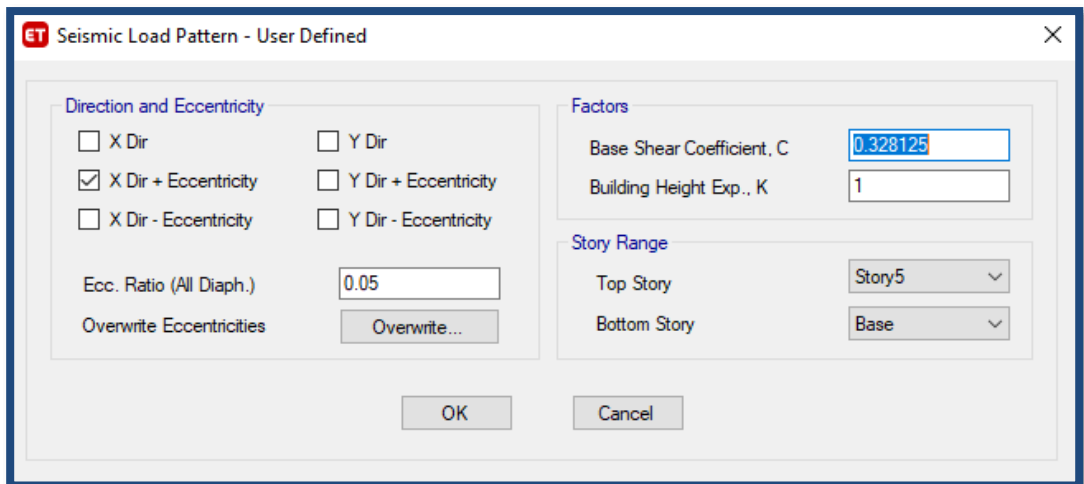 ET Seismic Load Pattern - User Defined
Direction and Eccentricity
X Dir
Y Dir
X Dir + Eccentricity
Y Dir + Eccentricity
X Dir - Eccentricity
Y Dir - Eccentricity
Ecc. Ratio (All Diaph.)
0.05
Overwrite Eccentricities
Overwrite...
Factors
Base Shear Coefficient, C
0.328125
Building Height Exp., K
1
Story Range
Top Story
Story5
Bottom Story
Base
OK
Cancel